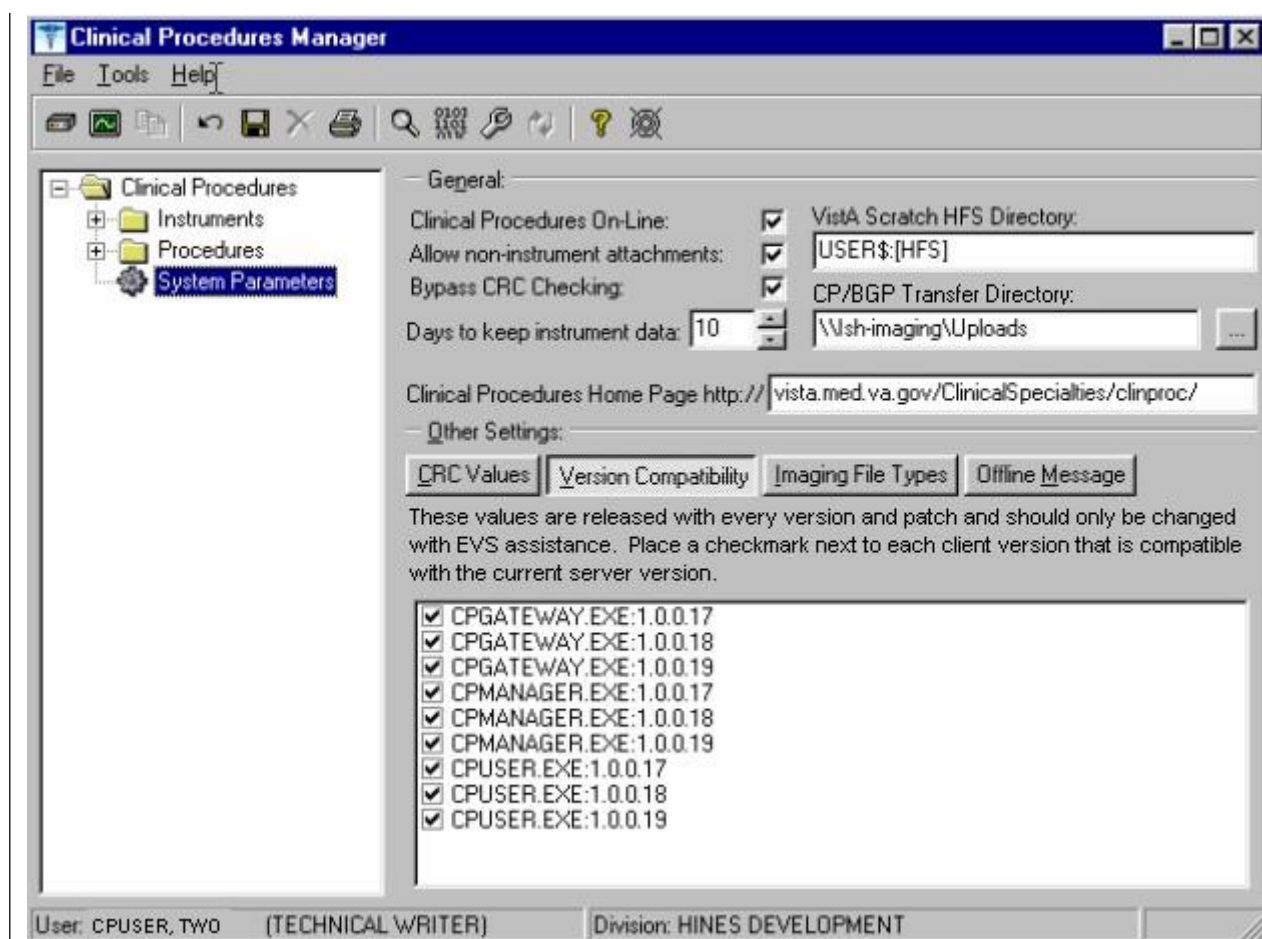 Clinical Procedures Manager
File Tools Help
Clinical Procedures
Instruments
Procedures
System Parameters
General:
Clinical Procedures On-Line:
Allow non-instrument attachments:
Bypass CRC Checking:
Days to keep instrument data: 10
VistA Scratch HFS Directory:
USER$:[HFS]
CP/BGP Transfer Directory:
\\Ish-imaging\Uploads
...
Clinical Procedures Home Page http:// vista.med.va.gov/ClinicalSpecialties/clinproc/
Other Settings:
CRC Values Version Compatibility Imaging File Types Offline Message
These values are released with every version and patch and should only be changed
with EVS assistance. Place a checkmark next to each client version that is compatible
with the current server version.
CPGATEWAY.EXE:1.0.0.17
CPGATEWAY.EXE:1.0.0.18
CPGATEWAY.EXE:1.0.0.19
CPMANAGER.EXE:1.0.0.17
CPMANAGER.EXE:1.0.0.18
CPMANAGER.EXE:1.0.0.19
CPUSER.EXE:1.0.0.17
CPUSER.EXE:1.0.0.18
CPUSER.EXE:1.0.0.19
User: CPUSER, TWO (TECHNICAL WRITER) Division: HINES DEVELOPMENT